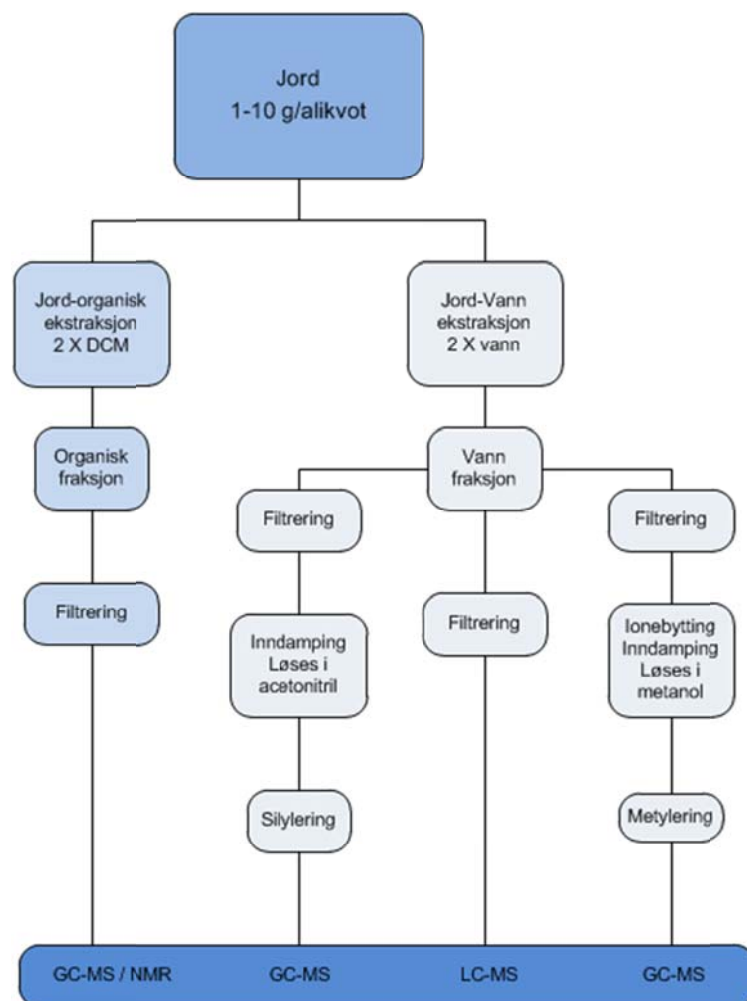 Jord
1-10 g/alikvot
Jord-organisk
ekstraksjon
2 X DCM
Jord-Vann
ekstraksjon
2 X vann
Organisk
fraksjon
Vann
fraksjon
Filtrering
Filtrering
Filtrering
Filtrering
Inndamping
Løses i
acetonitril
Ionebytting
Inndamping
Løses i
metanol
Silylering
Metylering
GC-MS / NMR
GC-MS
LC-MS
GC-MS